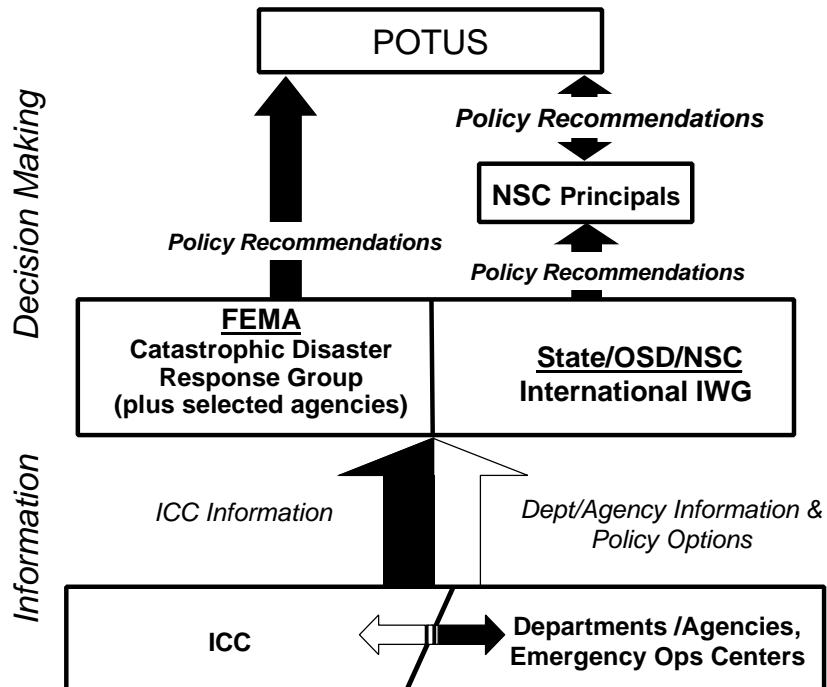 POTUS
Decision Making
Policy Recommendations
NSC Principals
Policy Recommendations
Policy Recommendations
FEMA
Catastrophic Disaster
Response Group
(plus selected agencies)
State/OSD/NSC
International IWG
Information
ICC Information
Dept/Agency Information &
Policy Options
ICC
Departments /Agencies,
Emergency Ops Centers